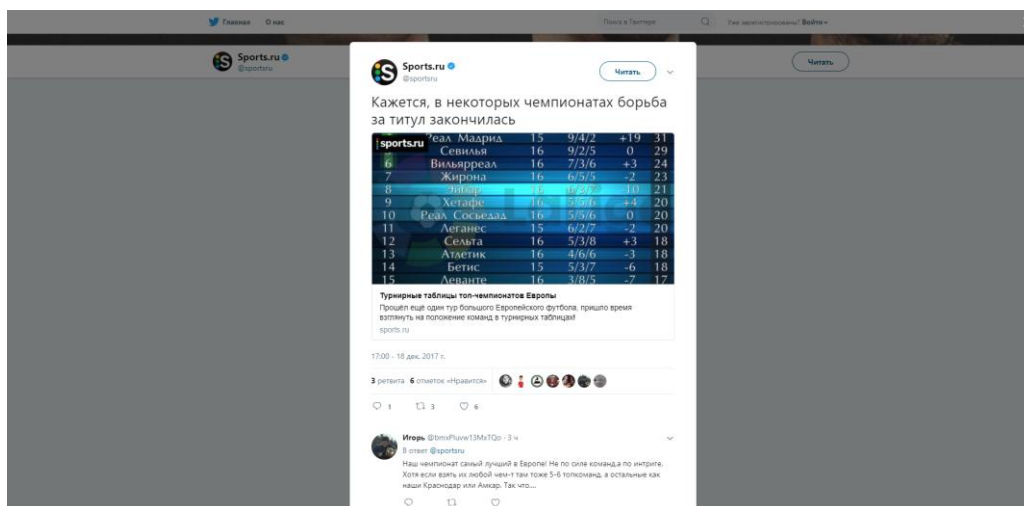 Главная О нас
Поиск в Твиттере
Уже зарегистрированы? Войти
Sports.ru
@sportsru
Читать
Sports.ru
@sportsru
Читать
Кажется, в некоторых чемпионатах борьба
за титул закончилась
sports.ru
Реал Мадрид 15 9/4/2 +19 31
Севилья 16 9/2/5 0 29
6 Вильярреал 16 7/3/6 +3 24
7 Жирона 16 6/5/5 -2 23
8 Эйбар 16 6/3/7 -10 21
9 Хетафе 16 5/5/6 +4 20
10 Реал Сосьедад 16 5/5/6 0 20
11 Леганес 15 6/2/7 -2 20
12 Сельта 16 5/3/8 +3 18
13 Атлетик 16 4/6/6 -3 18
14 Бетис 15 5/3/7 -6 18
15 Леванте 16 3/8/5 -7 17
Турнирные таблицы топ-чемпионатов Европы
Прошёл ещё один тур большого Европейского футбола, пришло время
взглянуть на положение команд в турнирных таблицах!
sports.ru
17:00 - 18 дек. 2017 г.
3 ретвита 6 отметок «Нравится»
1 3 6
Игорь @bmxPluvw13MxTQo · 3 ч
В ответ @sportsru
Наш чемпионат самый лучший в Европе! Не по силе команд,а по интриге.
Хотя если взять их любой чем-т там тоже 5-6 топкоманд, а остальные как
наши Краснодар или Амкар. Так что....